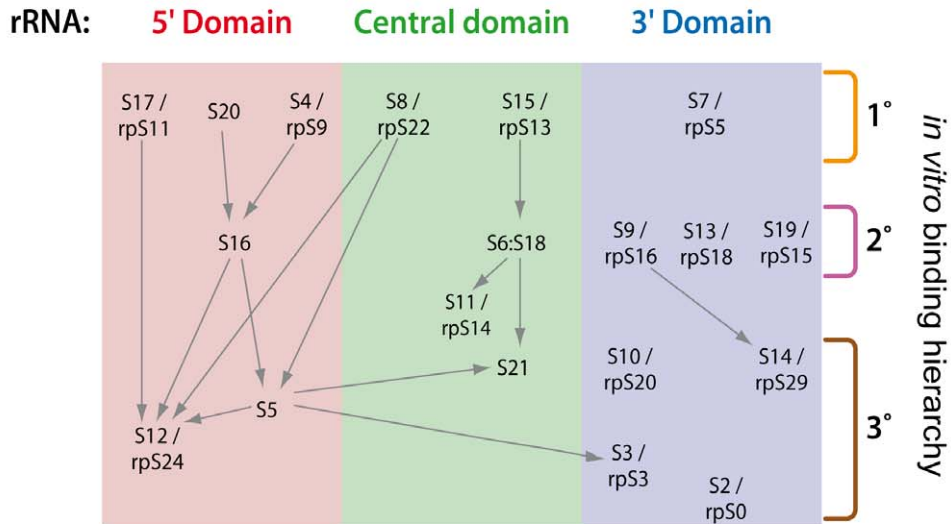 rRNA: 5' Domain Central domain 3' Domain
S17 /
rpS11
S20
S4 /
rpS9
S8 /
rpS22
S15 /
rpS13
S7 /
rpS5
1°
S16
S6:S18
S9 /
rpS16
S13 /
rpS18
S19 /
rpS15
2°
S11 /
rpS14
S21
S10 /
rpS20
S14 /
rpS29
S5
S12 /
rpS24
S3 /
rpS3
S2 /
rpS0
3°
in vitro binding hierarchy